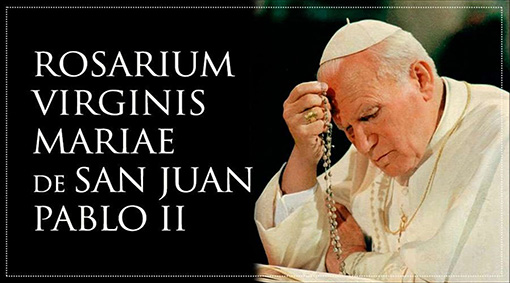 ROSARIUM
VIRGINIS
MARIAE
DE SAN JUAN
PABLO II